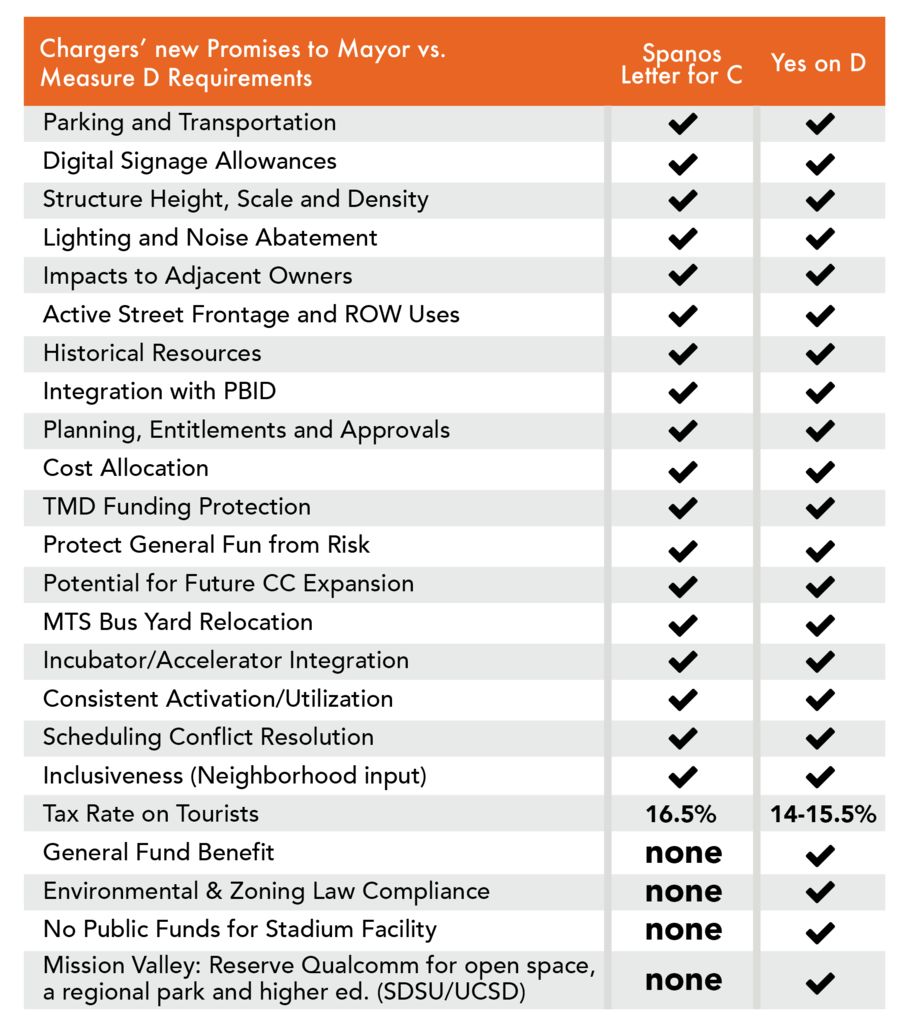 Chargers' new Promises to Mayor vs.
Measure D Requirements
Spanos
Letter for C
Yes on D
Parking and Transportation ✔ ✔
Digital Signage Allowances ✔ ✔
Structure Height, Scale and Density ✔ ✔
Lighting and Noise Abatement ✔ ✔
Impacts to Adjacent Owners ✔ ✔
Active Street Frontage and ROW Uses ✔ ✔
Historical Resources ✔ ✔
Integration with PBID ✔ ✔
Planning, Entitlements and Approvals ✔ ✔
Cost Allocation ✔ ✔
TMD Funding Protection ✔ ✔
Protect General Fun from Risk ✔ ✔
Potential for Future CC Expansion ✔ ✔
MTS Bus Yard Relocation ✔ ✔
Incubator/Accelerator Integration ✔ ✔
Consistent Activation/Utilization ✔ ✔
Scheduling Conflict Resolution ✔ ✔
Inclusiveness (Neighborhood input) ✔ ✔
Tax Rate on Tourists 16.5% 14-15.5%
General Fund Benefit none ✔
Environmental & Zoning Law Compliance none ✔
No Public Funds for Stadium Facility none ✔
Mission Valley: Reserve Qualcomm for open space,
a regional park and higher ed. (SDSU/UCSD) none ✔